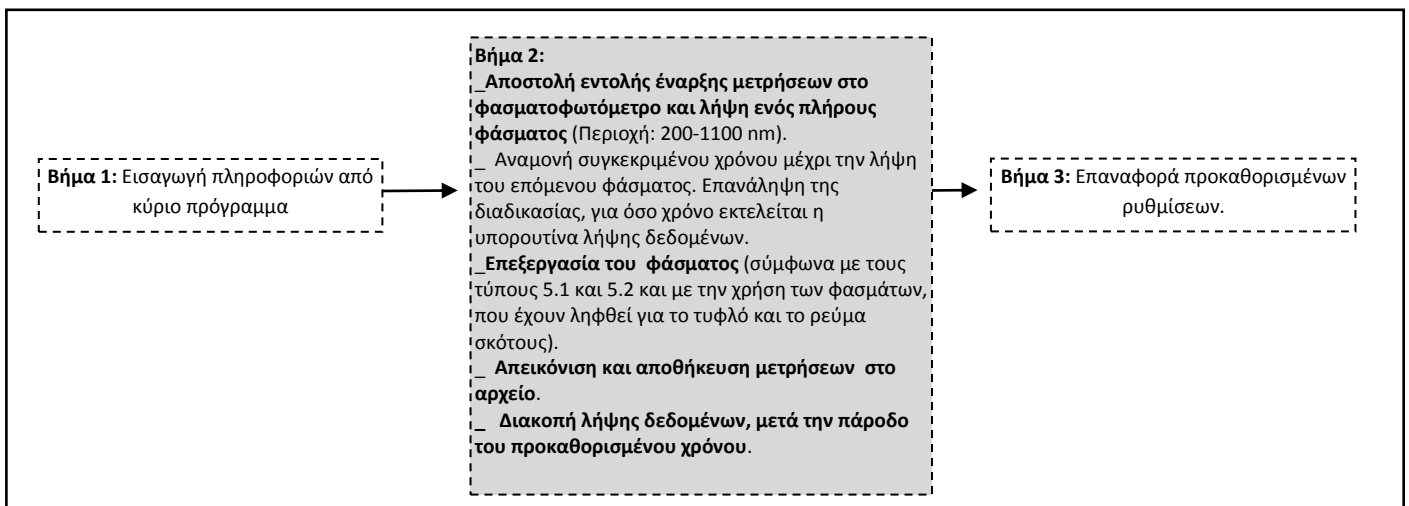 Βήμα 1: Εισαγωγή πληροφοριών από
κύριο πρόγραμμα
Βήμα 2:
_Αποστολή εντολής έναρξης μετρήσεων στο
φασματοφωτόμετρο και λήψη ενός πλήρους
φάσματος (Περιοχή: 200-1100 nm).
_ Αναμονή συγκεκριμένου χρόνου μέχρι την λήψη
του επόμενου φάσματος. Επανάληψη της
διαδικασίας, για όσο χρόνο εκτελείται η
υπορουτίνα λήψης δεδομένων.
_Επεξεργασία του φάσματος (σύμφωνα με τους
τύπους 5.1 και 5.2 και με την χρήση των φασμάτων,
που έχουν ληφθεί για το τυφλό και το ρεύμα
σκότους).
_ Απεικόνιση και αποθήκευση μετρήσεων στο
αρχείο.
_ Διακοπή λήψης δεδομένων, μετά την πάροδο
του προκαθορισμένου χρόνου.
Βήμα 3: Επαναφορά προκαθορισμένων
ρυθμίσεων.